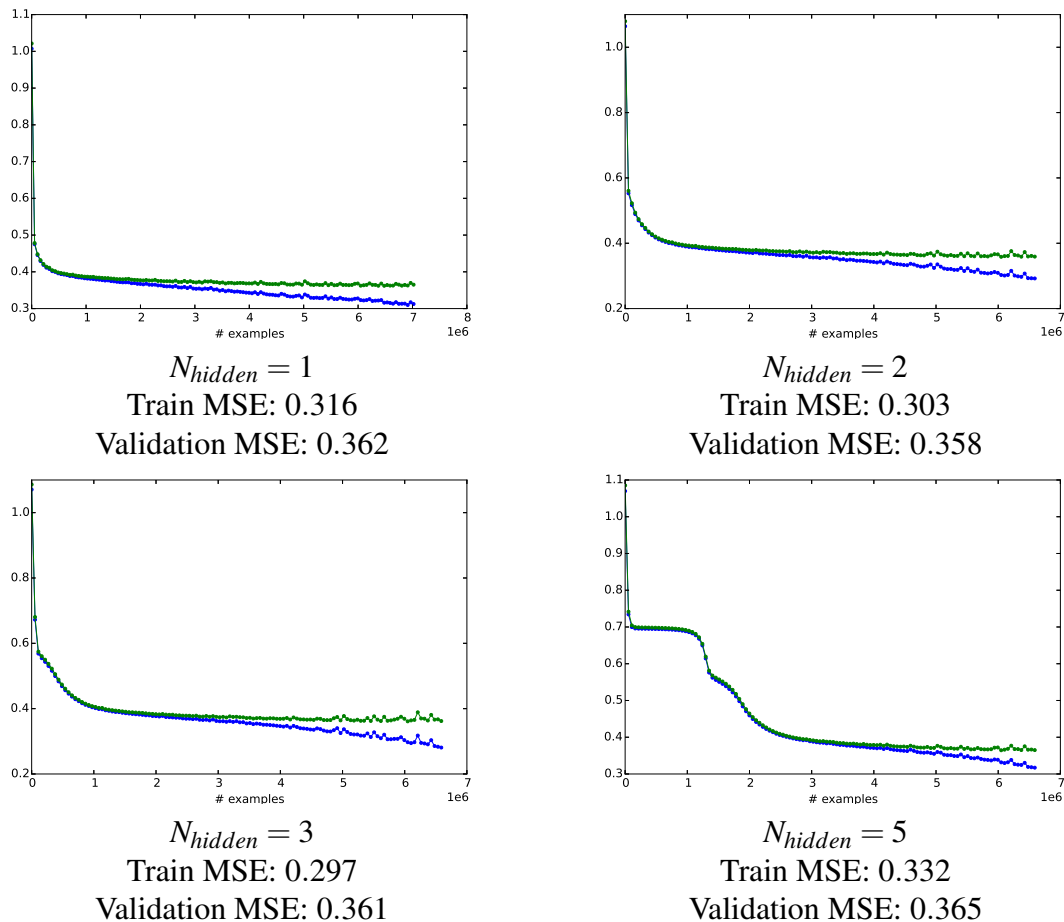 1.1
1.0
0.9
0.8
0.7
0.6
0.5
0.4
0.3
0 1 2 3 4 5 6 7 8
# examples 1e6
N_hidden = 1
Train MSE: 0.316
Validation MSE: 0.362
1.0
0.8
0.6
0.4
0.2
0 1 2 3 4 5 6 7
# examples 1e6
N_hidden = 2
Train MSE: 0.303
Validation MSE: 0.358
1.0
0.8
0.6
0.4
0.2
0 1 2 3 4 5 6 7
# examples 1e6
N_hidden = 3
Train MSE: 0.297
Validation MSE: 0.361
1.1
1.0
0.9
0.8
0.7
0.6
0.5
0.4
0.3
0 1 2 3 4 5 6 7
# examples 1e6
N_hidden = 5
Train MSE: 0.332
Validation MSE: 0.365